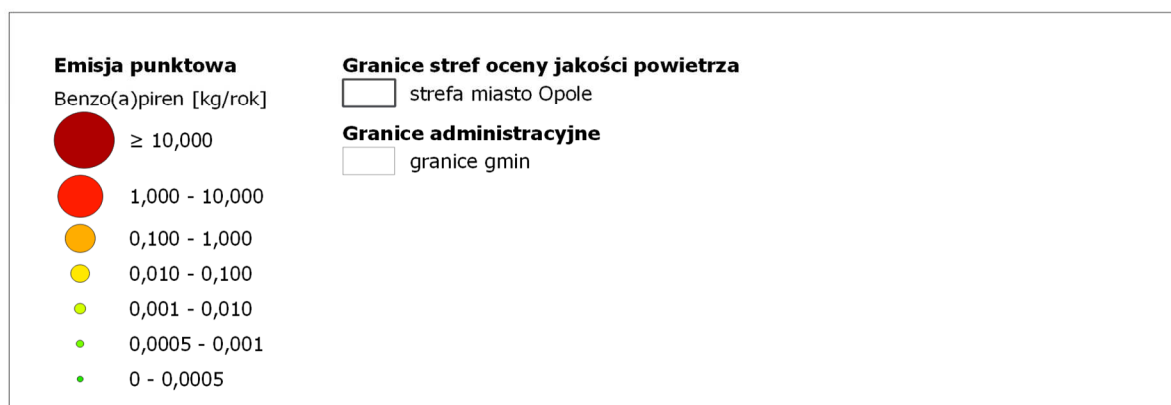 Emisja punktowa
Benzo(a)piren [kg/rok]
≥ 10,000
1,000 - 10,000
0,100 - 1,000
0,010 - 0,100
0,001 - 0,010
0,0005 - 0,001
0 - 0,0005
Granice stref oceny jakości powietrza
strefa miasto Opole
Granice administracyjne
granice gmin